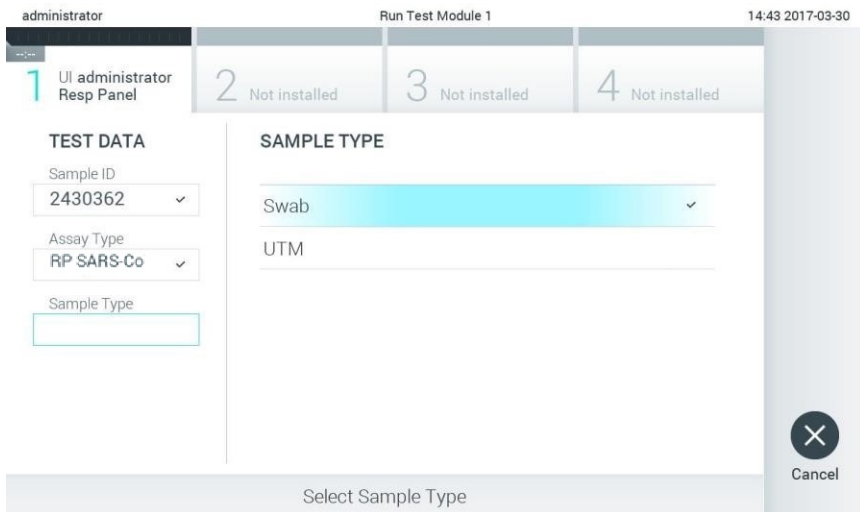 administrator Run Test Module 1 14:43 2017-03-30
--:--
1 UI administrator
Resp Panel
2 Not installed
3 Not installed
4 Not installed
TEST DATA
Sample ID
2430362
Assay Type
RP SARS-Co
Sample Type
SAMPLE TYPE
Swab
UTM
Cancel
Select Sample Type